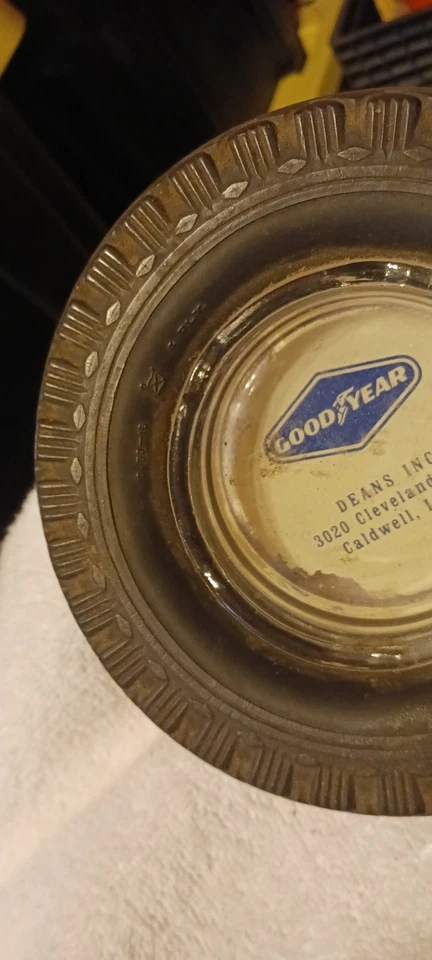 GOODYEAR
DEANS INC
3020 Cleveland
Caldwell,